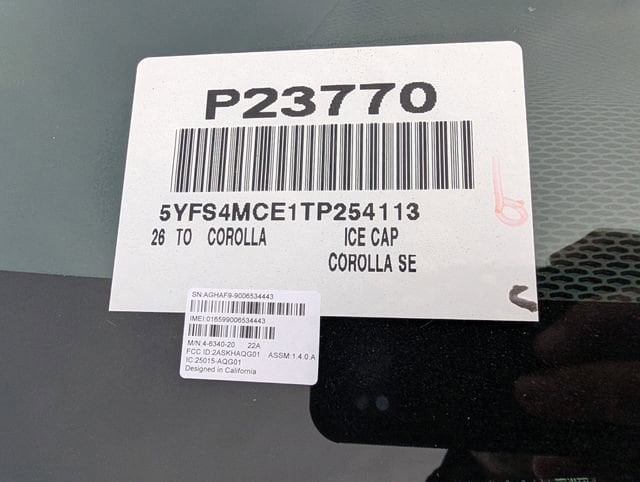 P23770
5YFS4MCE1TP254113
26 TO COROLLA ICE CAP
COROLLA SE
SN:AGHAF9-9006534443
IMEI:016599006534443
M/N:4-6340-20 22A
FCC ID:2ASKHAQG01 ASSM:1.4.0 A
IC:25015-AQG01
Designed in California